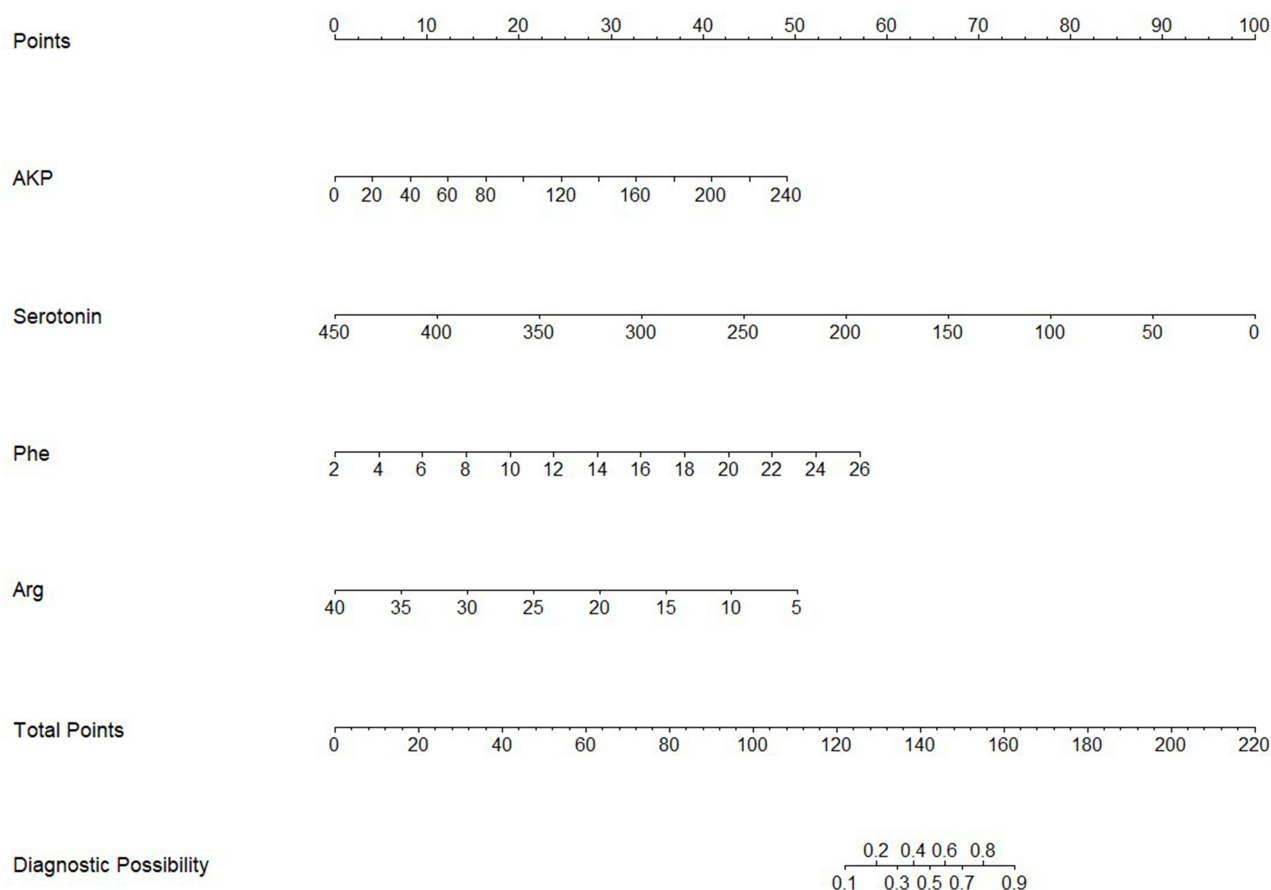 0 10 20 30 40 50 60 70 80 90 100
Points
AKP
0 20 40 60 80 120 160 200 240
Serotonin
450 400 350 300 250 200 150 100 50 0
Phe
2 4 6 8 10 12 14 16 18 20 22 24 26
Arg
40 35 30 25 20 15 10 5
Total Points
0 20 40 60 80 100 120 140 160 180 200 220
0.2 0.4 0.6 0.8
Diagnostic Possibility
0.1 0.3 0.5 0.7 0.9